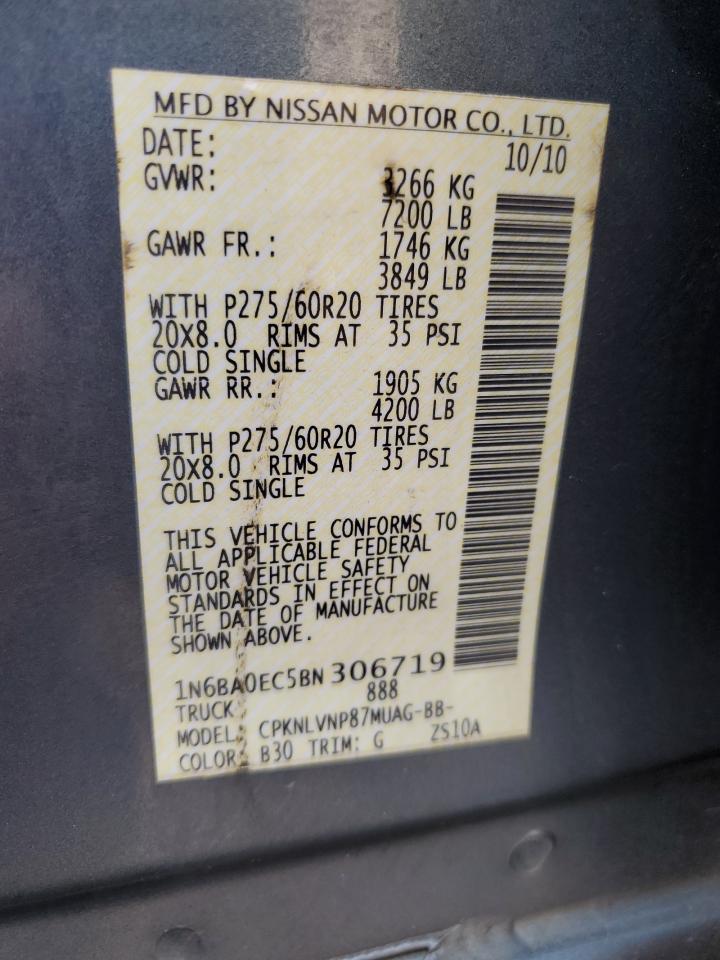 MFD BY NISSAN MOTOR CO., LTD.
DATE: 10/10
GVWR: 3266 KG
7200 LB
GAWR FR.: 1746 KG
3849 LB
WITH P275/60R20 TIRES
20X8.0 RIMS AT 35 PSI
COLD SINGLE
GAWR RR.: 1905 KG
4200 LB
WITH P275/60R20 TIRES
20X8.0 RIMS AT 35 PSI
COLD SINGLE
THIS VEHICLE CONFORMS TO
ALL APPLICABLE FEDERAL
MOTOR VEHICLE SAFETY
STANDARDS IN EFFECT ON
THE DATE OF MANUFACTURE
SHOWN ABOVE.
1N6BA0EC5BN306719
TRUCK 888
MODEL: CPKNLVNP87MUAG-BB-
COLOR: B30 TRIM: G ZS10A